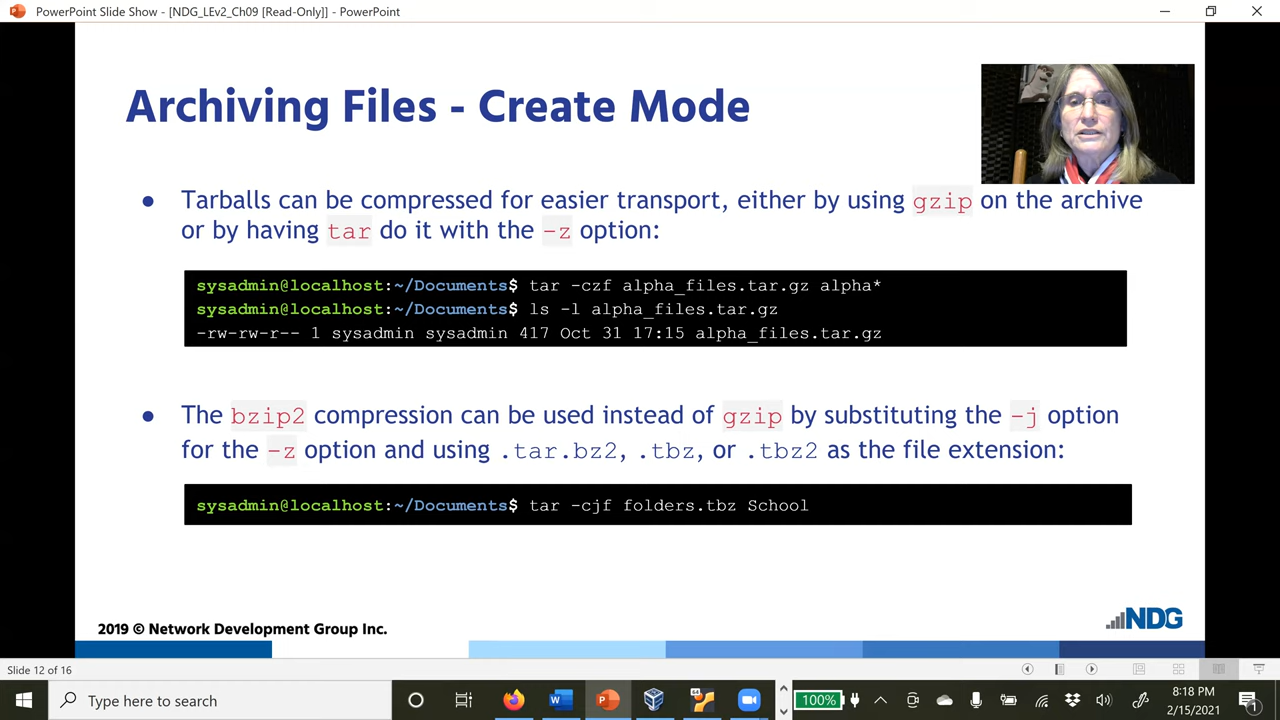 PowerPoint Slide Show - [NDG_LEv2_Ch09 [Read-Only]] - PowerPoint
Archiving Files - Create Mode
• Tarballs can be compressed for easier transport, either by using gzip on the archive
or by having tar do it with the -z option:
sysadmin@localhost:~/Documents$ tar -czf alpha_files.tar.gz alpha*
sysadmin@localhost:~/Documents$ ls -l alpha_files.tar.gz
-rw-rw-r-- 1 sysadmin sysadmin 417 Oct 31 17:15 alpha_files.tar.gz
• The bzip2 compression can be used instead of gzip by substituting the -j option
for the -z option and using .tar.bz2, .tbz, or .tbz2 as the file extension:
sysadmin@localhost:~/Documents$ tar -cjf folders.tbz School
2019 © Network Development Group Inc.
NDG
Slide 12 of 16
Type here to search
100%
8:18 PM
2/15/2021
1